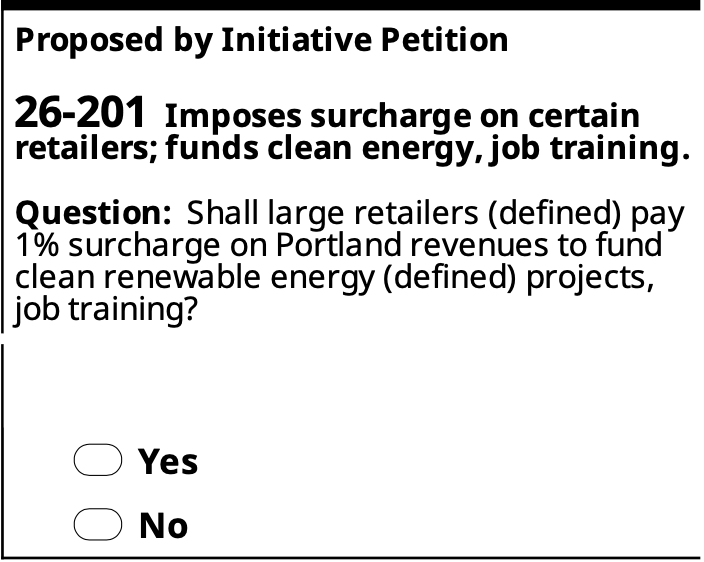 Proposed by Initiative Petition
26-201 Imposes surcharge on certain
retailers; funds clean energy, job training.
Question: Shall large retailers (defined) pay
1% surcharge on Portland revenues to fund
clean renewable energy (defined) projects,
job training?
Yes
No